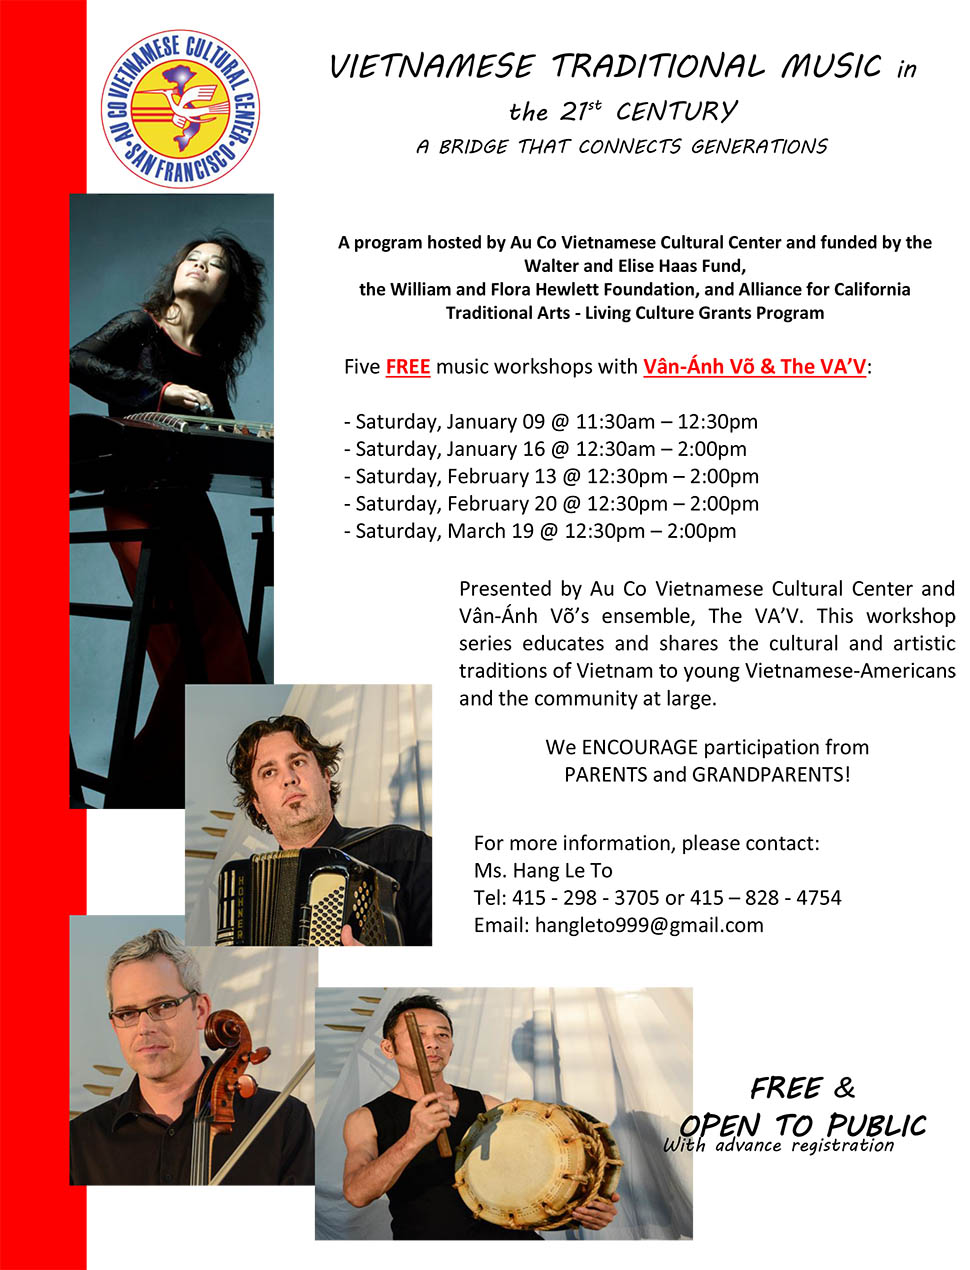 AU CO VIETNAMESE CULTURAL CENTER
• SAN FRANCISCO •
VIETNAMESE TRADITIONAL MUSIC in
the 21st CENTURY
A BRIDGE THAT CONNECTS GENERATIONS
A program hosted by Au Co Vietnamese Cultural Center and funded by the
Walter and Elise Haas Fund,
the William and Flora Hewlett Foundation, and Alliance for California
Traditional Arts - Living Culture Grants Program
Five FREE music workshops with Vân-Ánh Võ & The VA’V:
- Saturday, January 09 @ 11:30am – 12:30pm
- Saturday, January 16 @ 12:30am – 2:00pm
- Saturday, February 13 @ 12:30pm – 2:00pm
- Saturday, February 20 @ 12:30pm – 2:00pm
- Saturday, March 19 @ 12:30pm – 2:00pm
Presented by Au Co Vietnamese Cultural Center and
Vân-Ánh Võ’s ensemble, The VA’V. This workshop
series educates and shares the cultural and artistic
traditions of Vietnam to young Vietnamese-Americans
and the community at large.
We ENCOURAGE participation from
PARENTS and GRANDPARENTS!
For more information, please contact:
Ms. Hang Le To
Tel: 415 - 298 - 3705 or 415 – 828 - 4754
Email: hangleto999@gmail.com
HOHNER
FREE &
OPEN TO PUBLIC
With advance registration